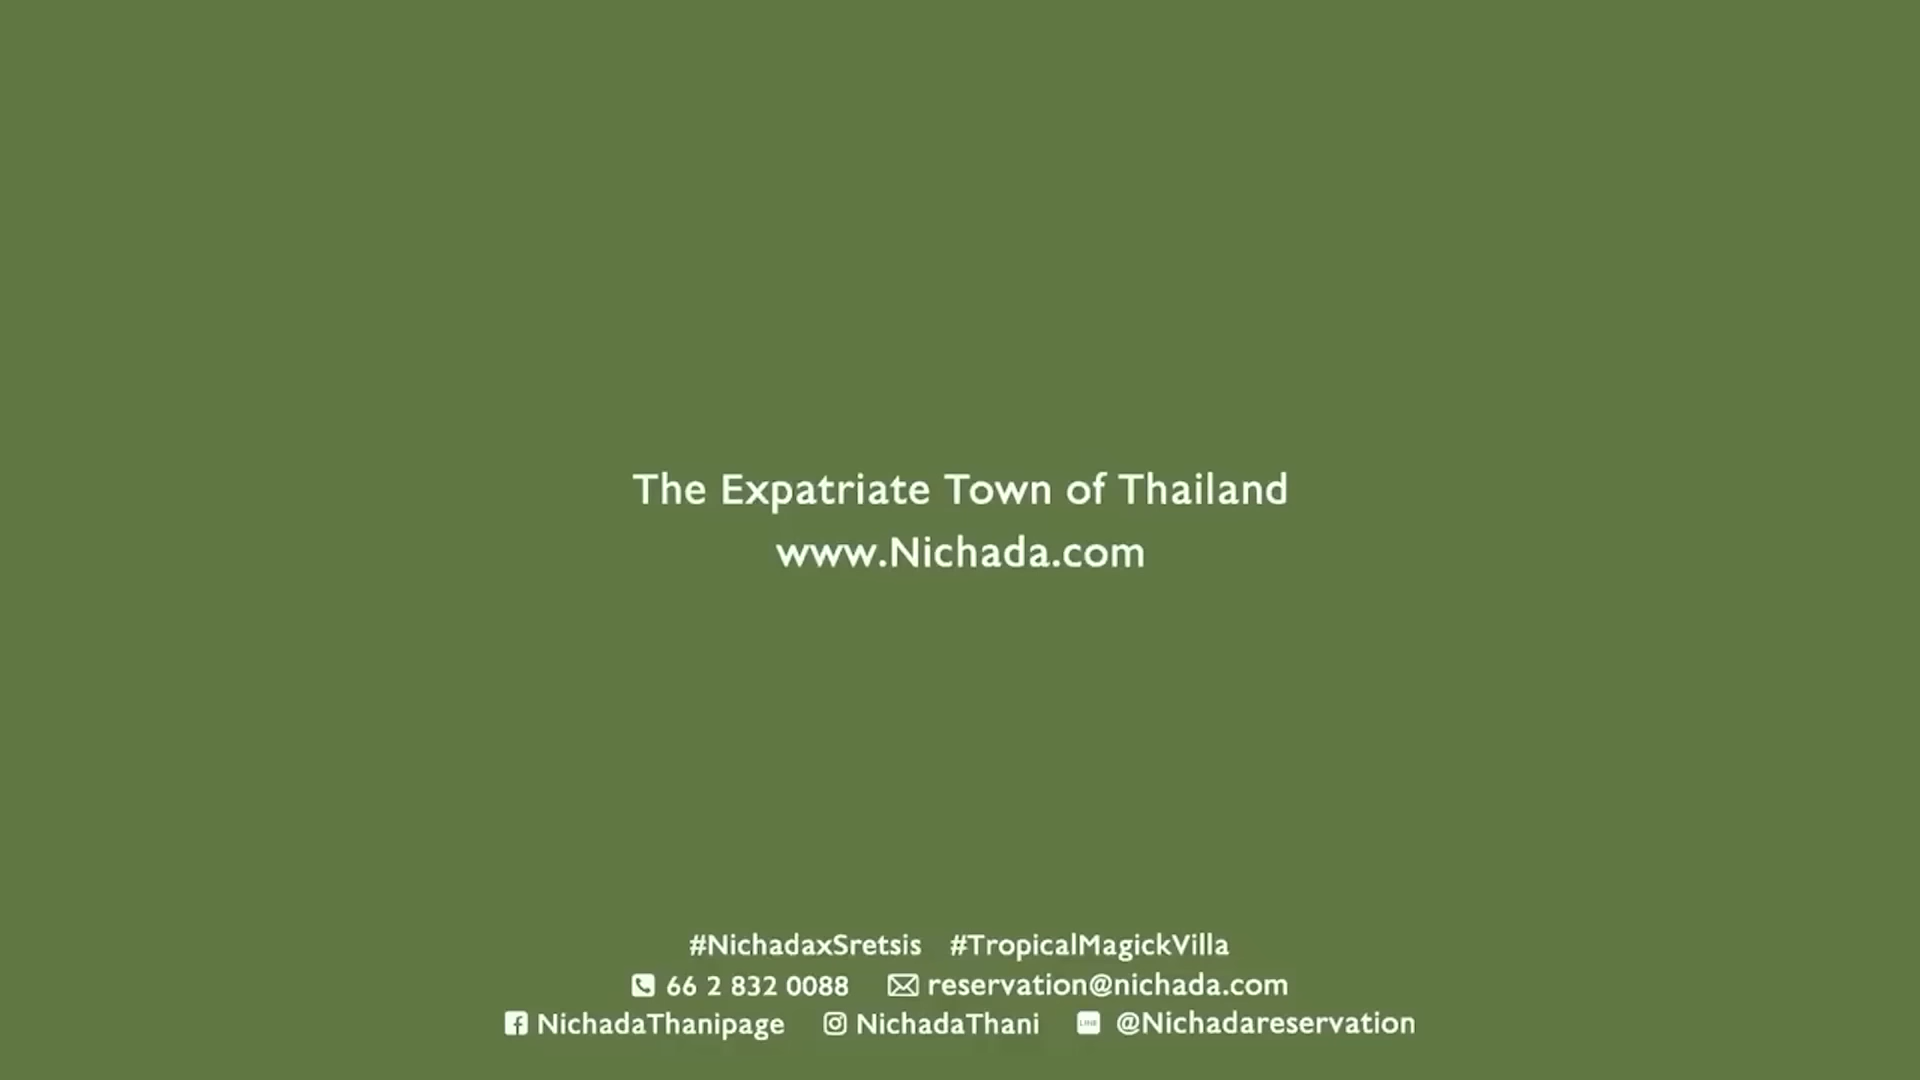 The Expatriate Town of Thailand
www.Nichada.com
#NichadaxSretsis #TropicalMagickVilla
66 2 832 0088 reservation@nichada.com
NichadaThanipage NichadaThani LINE @Nichadareservation